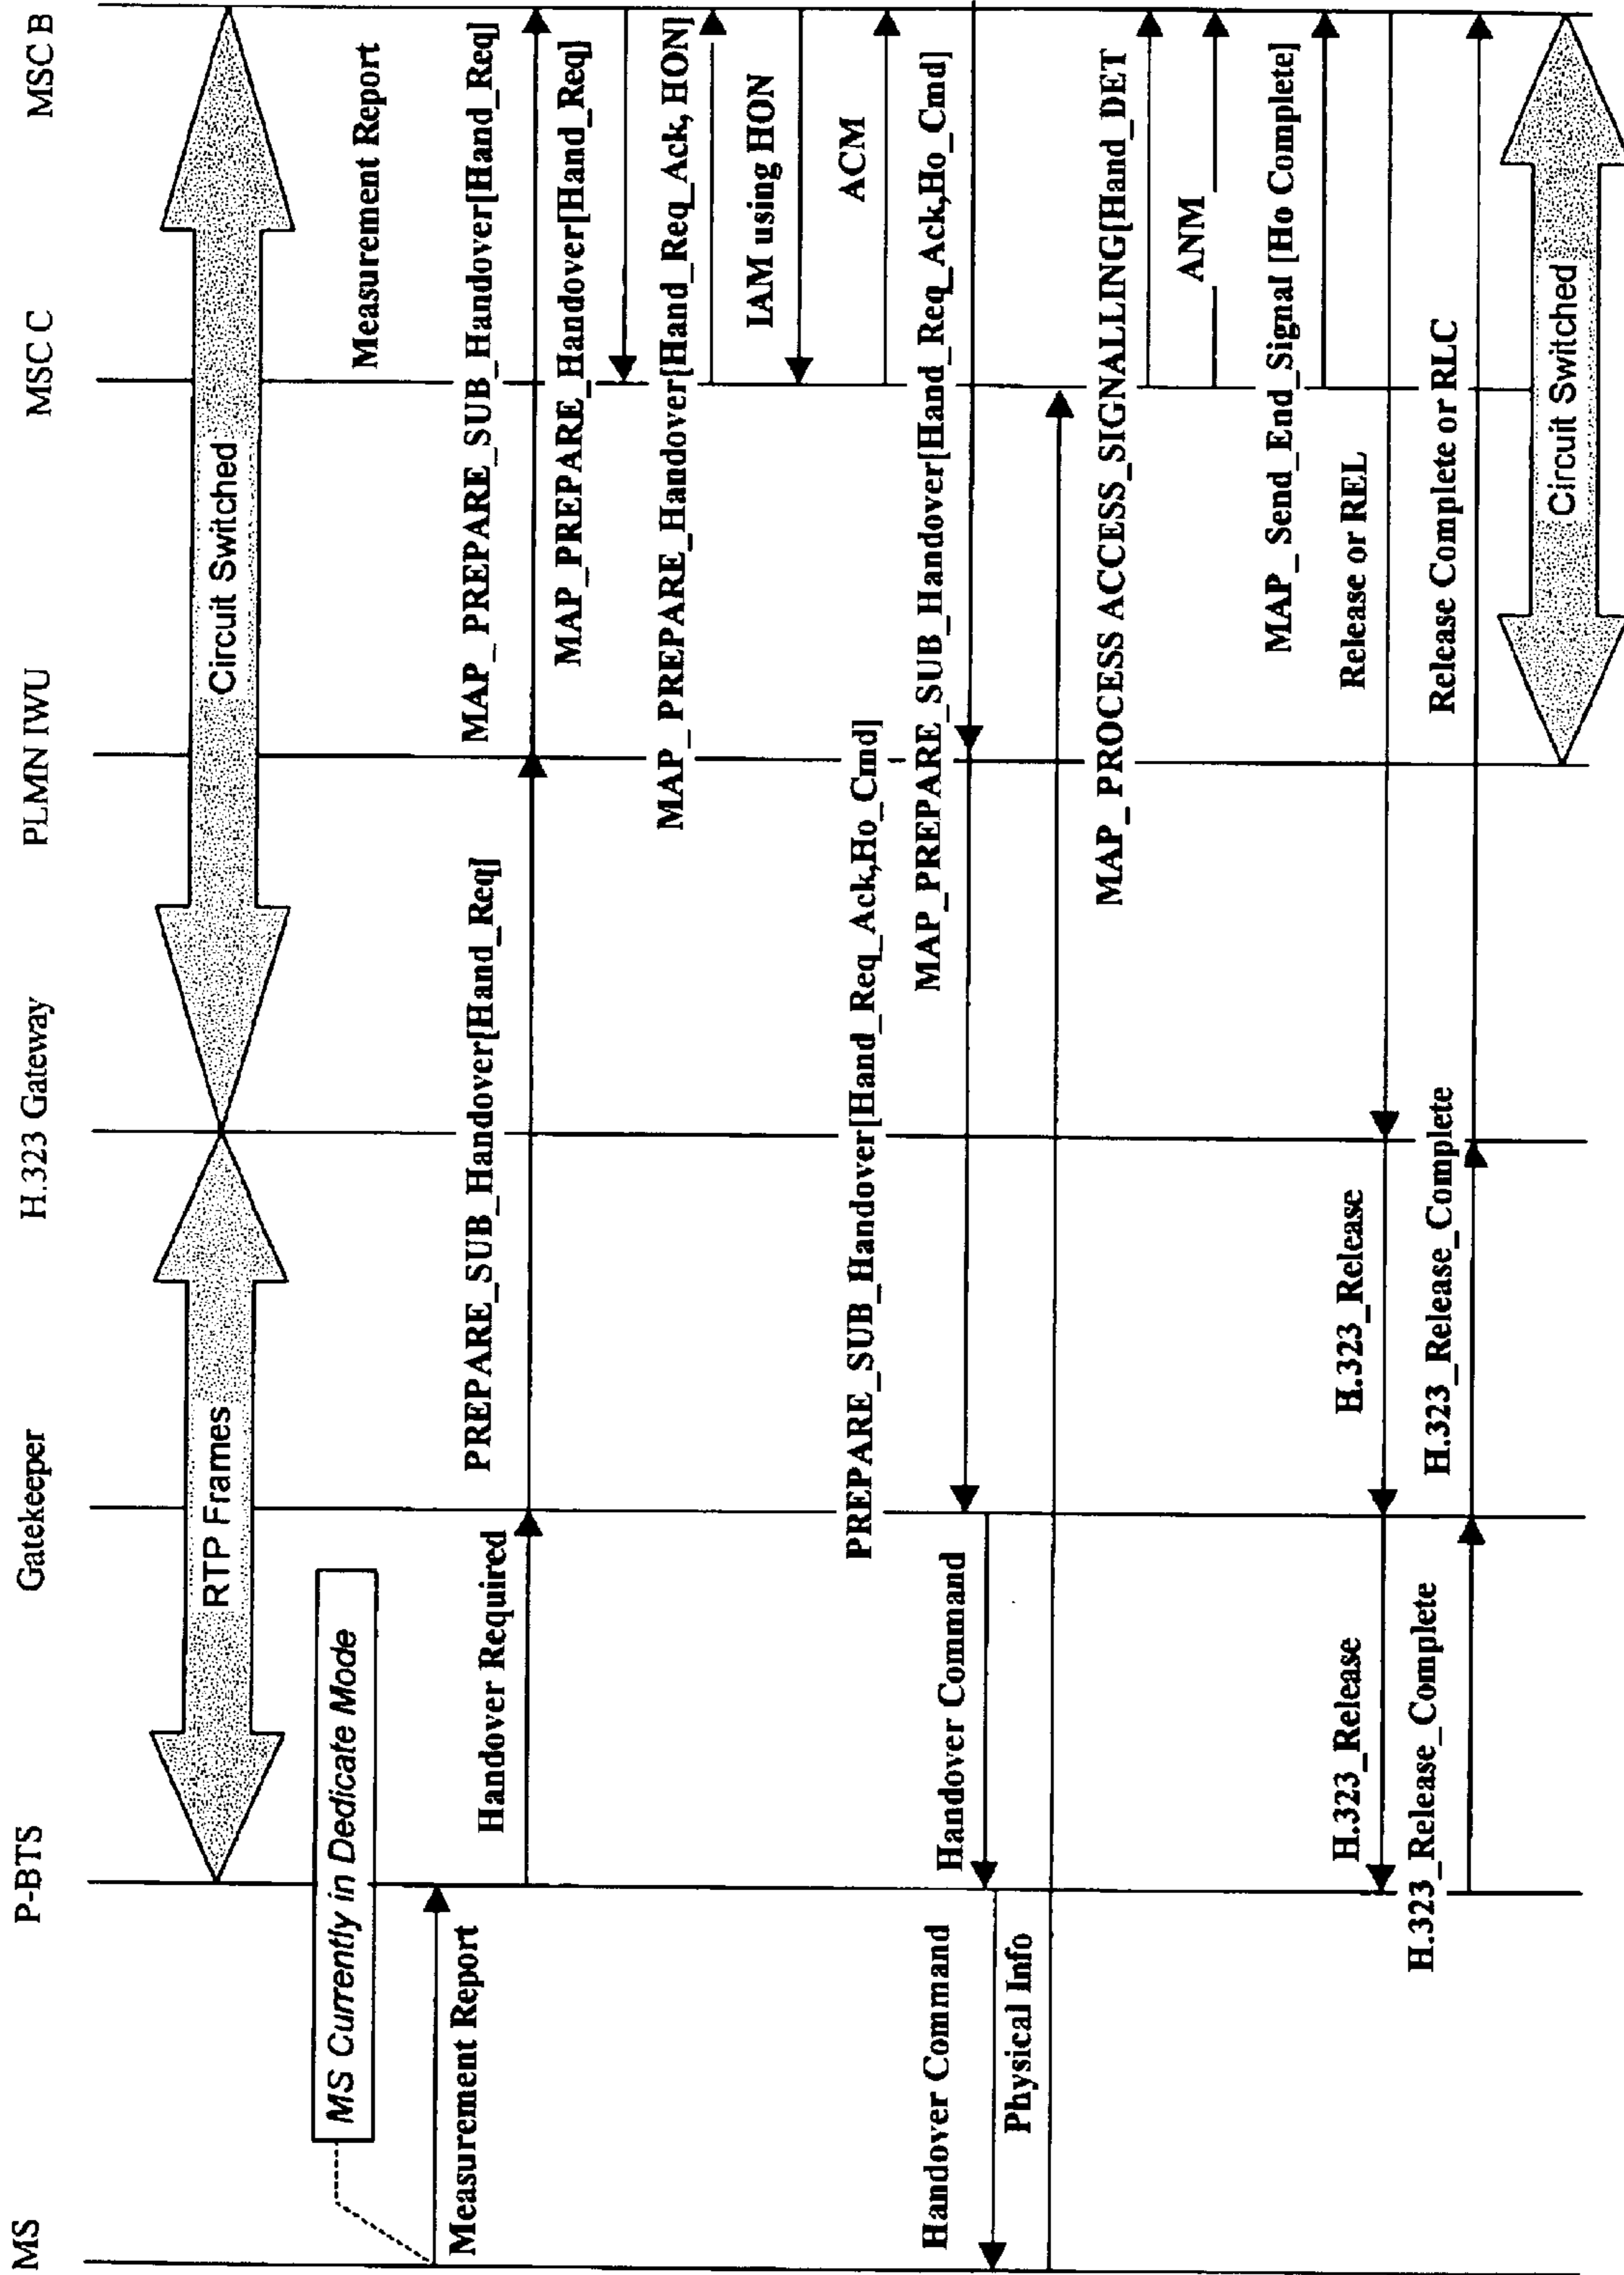 MS
P-BTS
Gatekeeper
H.323 Gateway
PLMN IWU
MSC C
MSC B
RTP Frames
Circuit Switched
MS Currently in Dedicate Mode
Measurement Report
Measurement Report
Handover Required
PREPARE_SUB_Handover[Hand_Req]
MAP_PREPARE_SUB_Handover[Hand_Req]
MAP_PREPARE_Handover[Hand_Req]
MAP_PREPARE_Handover[Hand_Req_Ack, HON]
IAM using HON
ACM
PREPARE_SUB_Handover[Hand_Req_Ack,Ho_Cmd]
MAP_PREPARE_SUB_Handover[Hand_Req_Ack,Ho_Cmd]
Handover Command
Handover Command
Physical Info
MAP_PROCESS ACCESS_SIGNALLING[Hand_DET
ANM
MAP_Send_End_Signal [Ho Complete]
H.323_Release
H.323_Release
Release or REL
H.323_Release_Complete
H.323_Release_Complete
Release Complete or RLC
Circuit Switched